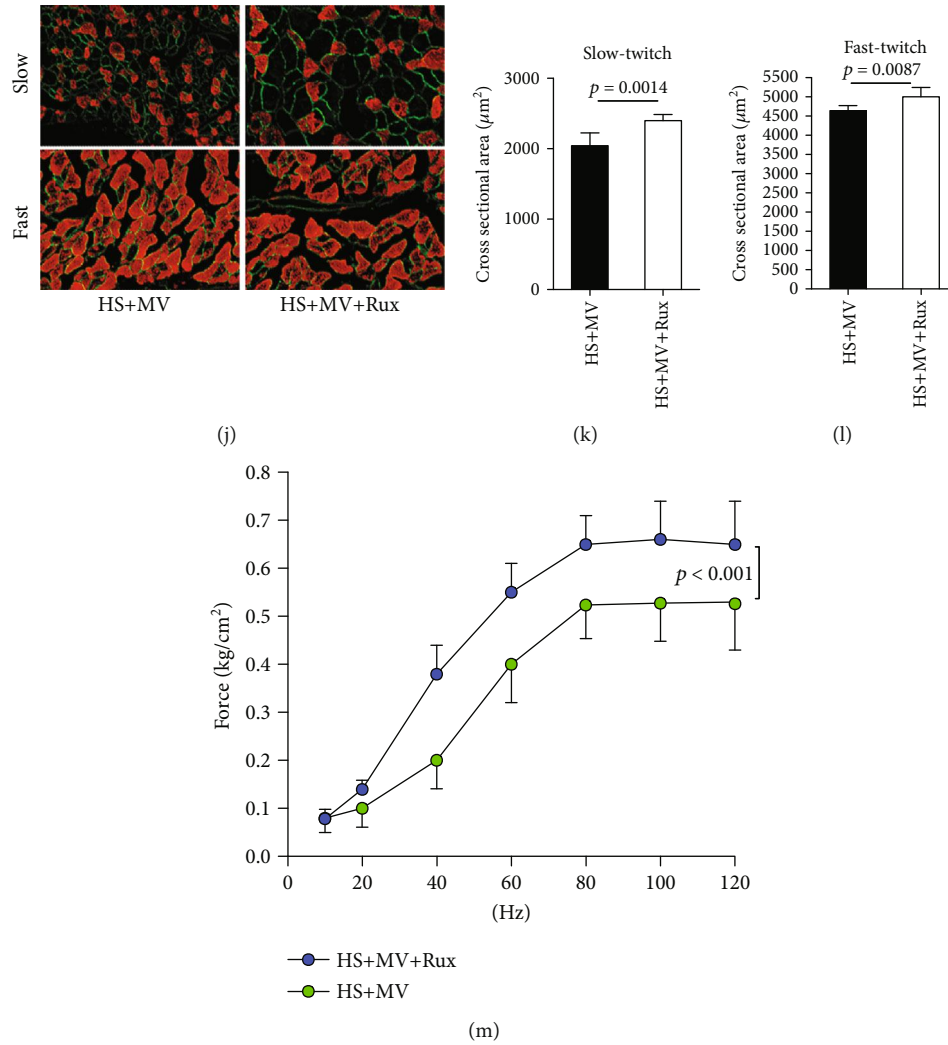 Slow
Fast
HS+MV
HS+MV+Rux
(j)
Slow-twitch
p = 0.0014
Cross sectional area (μm²)
3000
2000
1000
0
HS+MV
HS+MV+Rux
(k)
Fast-twitch
p = 0.0087
Cross sectional area (μm²)
5500
5000
4500
4000
3500
3000
2500
2000
1500
1000
500
0
HS+MV
HS+MV+Rux
(l)
Force (kg/cm²)
0.8
0.7
0.6
0.5
0.4
0.3
0.2
0.1
0.0
p < 0.001
0 20 40 60 80 100 120
(Hz)
HS+MV+Rux
HS+MV
(m)